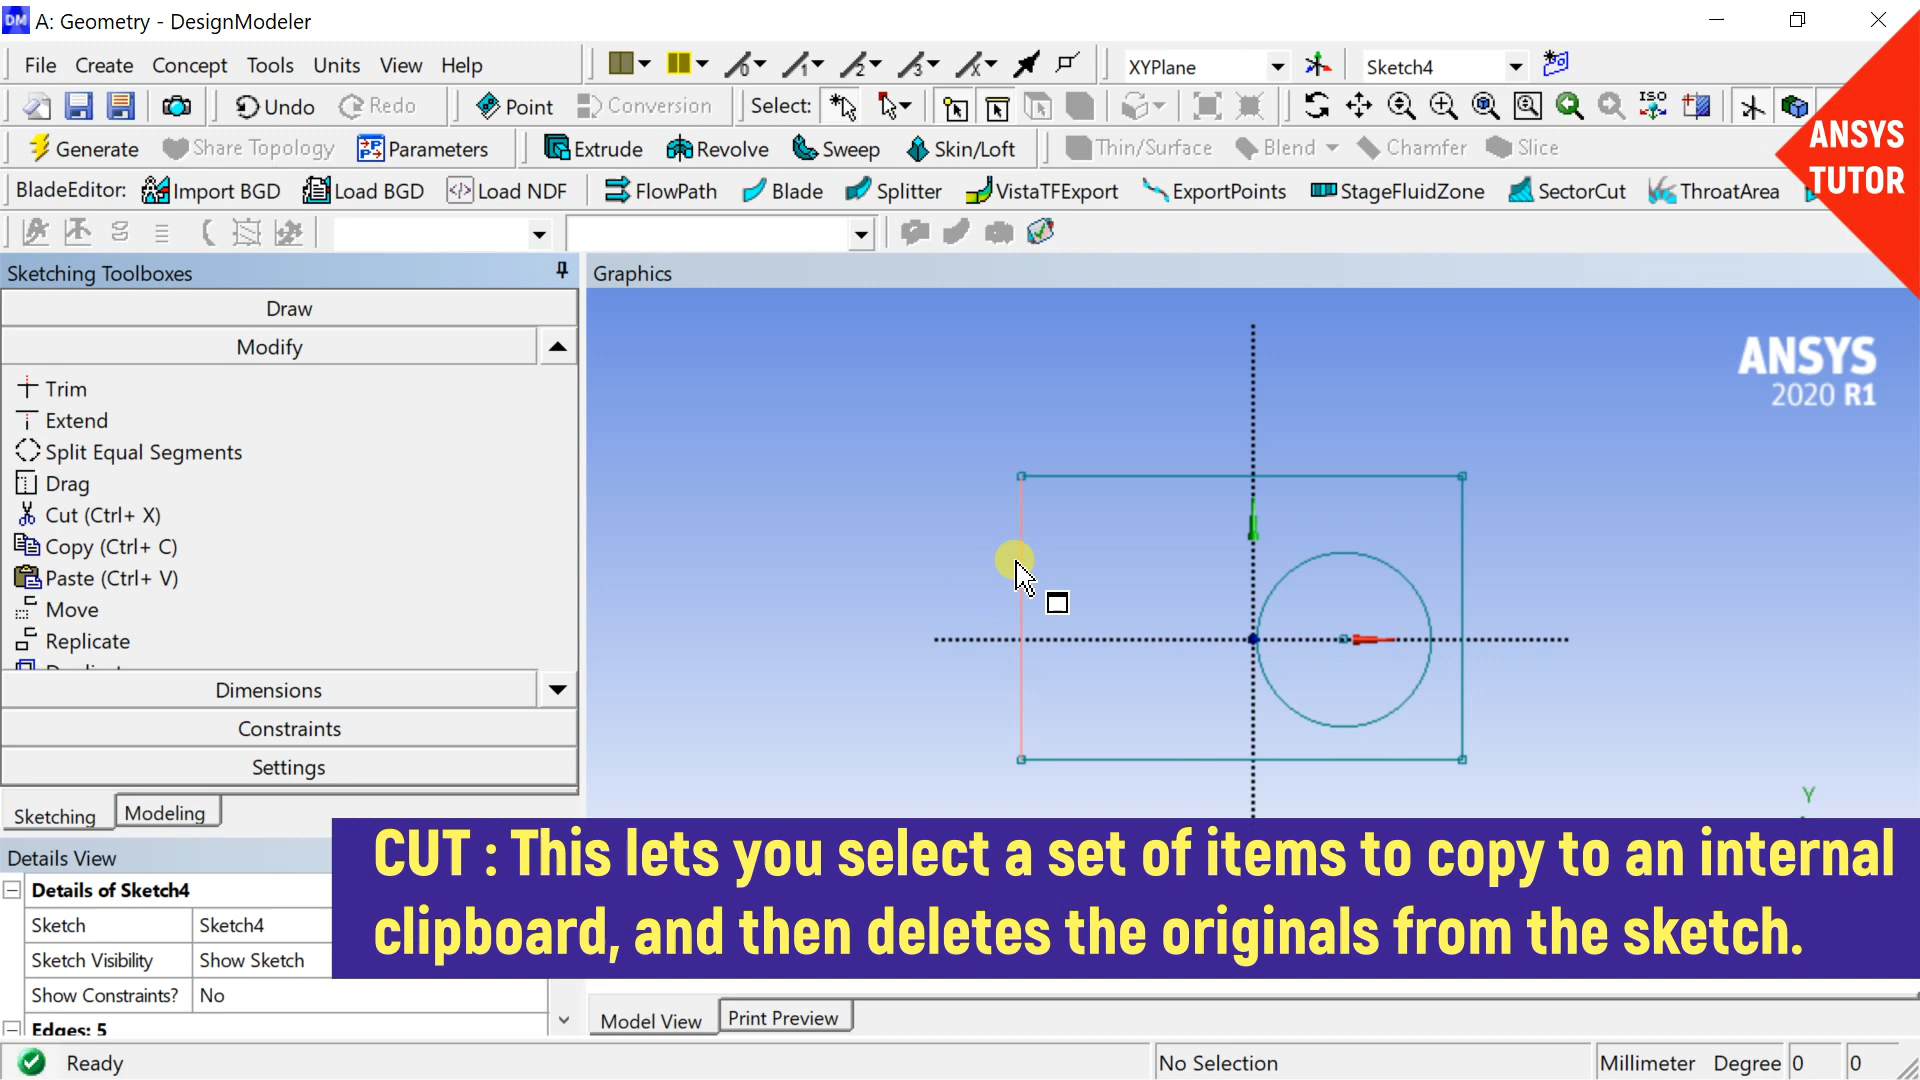 DM A: Geometry - DesignModeler
File Create Concept Tools Units View Help
XYPlane Sketch4
Undo Redo Point Conversion Select: ISO
Generate Share Topology Parameters Extrude Revolve Sweep Skin/Loft Thin/Surface Blend Chamfer Slice
BladeEditor: Import BGD Load BGD Load NDF FlowPath Blade Splitter VistaTFExport ExportPoints StageFluidZone SectorCut ThroatArea
ANSYS
TUTOR
Sketching Toolboxes
Graphics
Draw
Modify
Trim
Extend
Split Equal Segments
Drag
Cut (Ctrl+ X)
Copy (Ctrl+ C)
Paste (Ctrl+ V)
Move
Replicate
Dimensions
Constraints
Settings
Sketching Modeling
ANSYS
2020 R1
Y
CUT : This lets you select a set of items to copy to an internal
clipboard, and then deletes the originals from the sketch.
Details View
Details of Sketch4
Sketch Sketch4
Sketch Visibility Show Sketch
Show Constraints? No
Edges: 5
Model View Print Preview
Ready
No Selection
Millimeter Degree 0 0